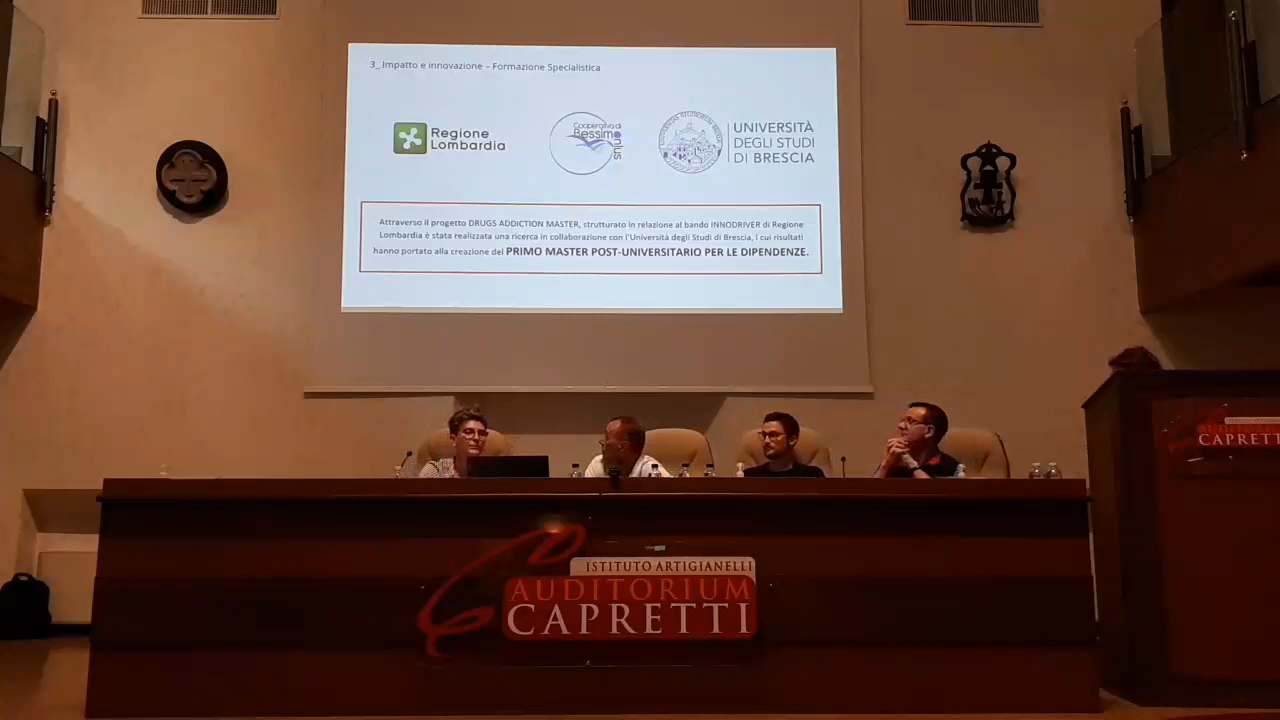 3_ Impatto e innovazione – Formazione Specialistica
Regione
Lombardia
Cooperativa di
Bessimo
onlus
UNIVERSITÀ
DEGLI STUDI
DI BRESCIA
Attraverso il progetto DRUGS ADDICTION MASTER, strutturato in relazione al bando INNODRIVER di Regione
Lombardia è stata realizzata una ricerca in collaborazione con l'Università degli Studi di Brescia, i cui risultati
hanno portato alla creazione del PRIMO MASTER POST-UNIVERSITARIO PER LE DIPENDENZE.
ISTITUTO ARTIGIANELLI
AUDITORIUM
CAPRETTI
CAPRETTI